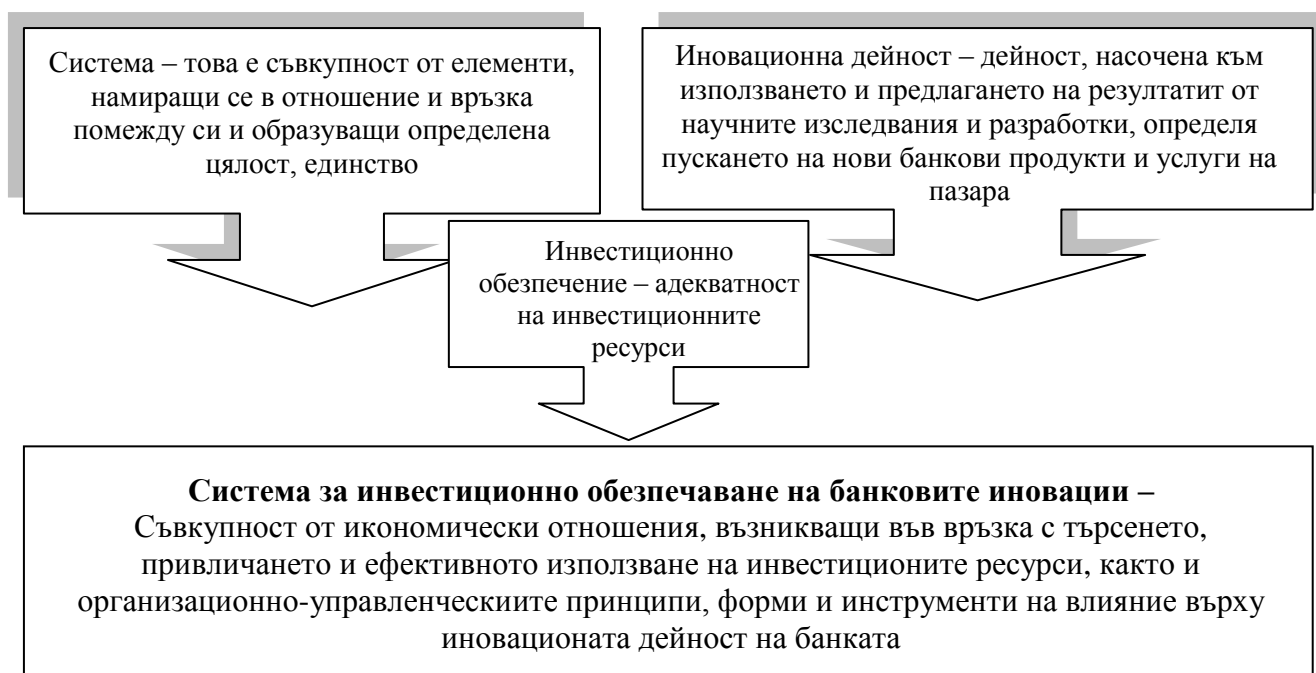 Система – това е съвкупност от елементи,
намиращи се в отношение и връзка
помежду си и образуващи определена
цялост, единство
Иновационна дейност – дейност, насочена към
използването и предлагането на резултатит от
научните изследвания и разработки, определя
пускането на нови банкови продукти и услуги на
пазара
Инвестиционно
обезпечение – адекватност
на инвестиционните
ресурси
Система за инвестиционно обезпечаване на банковите иновации –
Съвкупност от икономически отношения, възникващи във връзка с търсенето,
привличането и ефективното използване на инвестиционите ресурси, както и
организационно-управленческиите принципи, форми и инструменти на влияние върху
иновационата дейност на банката